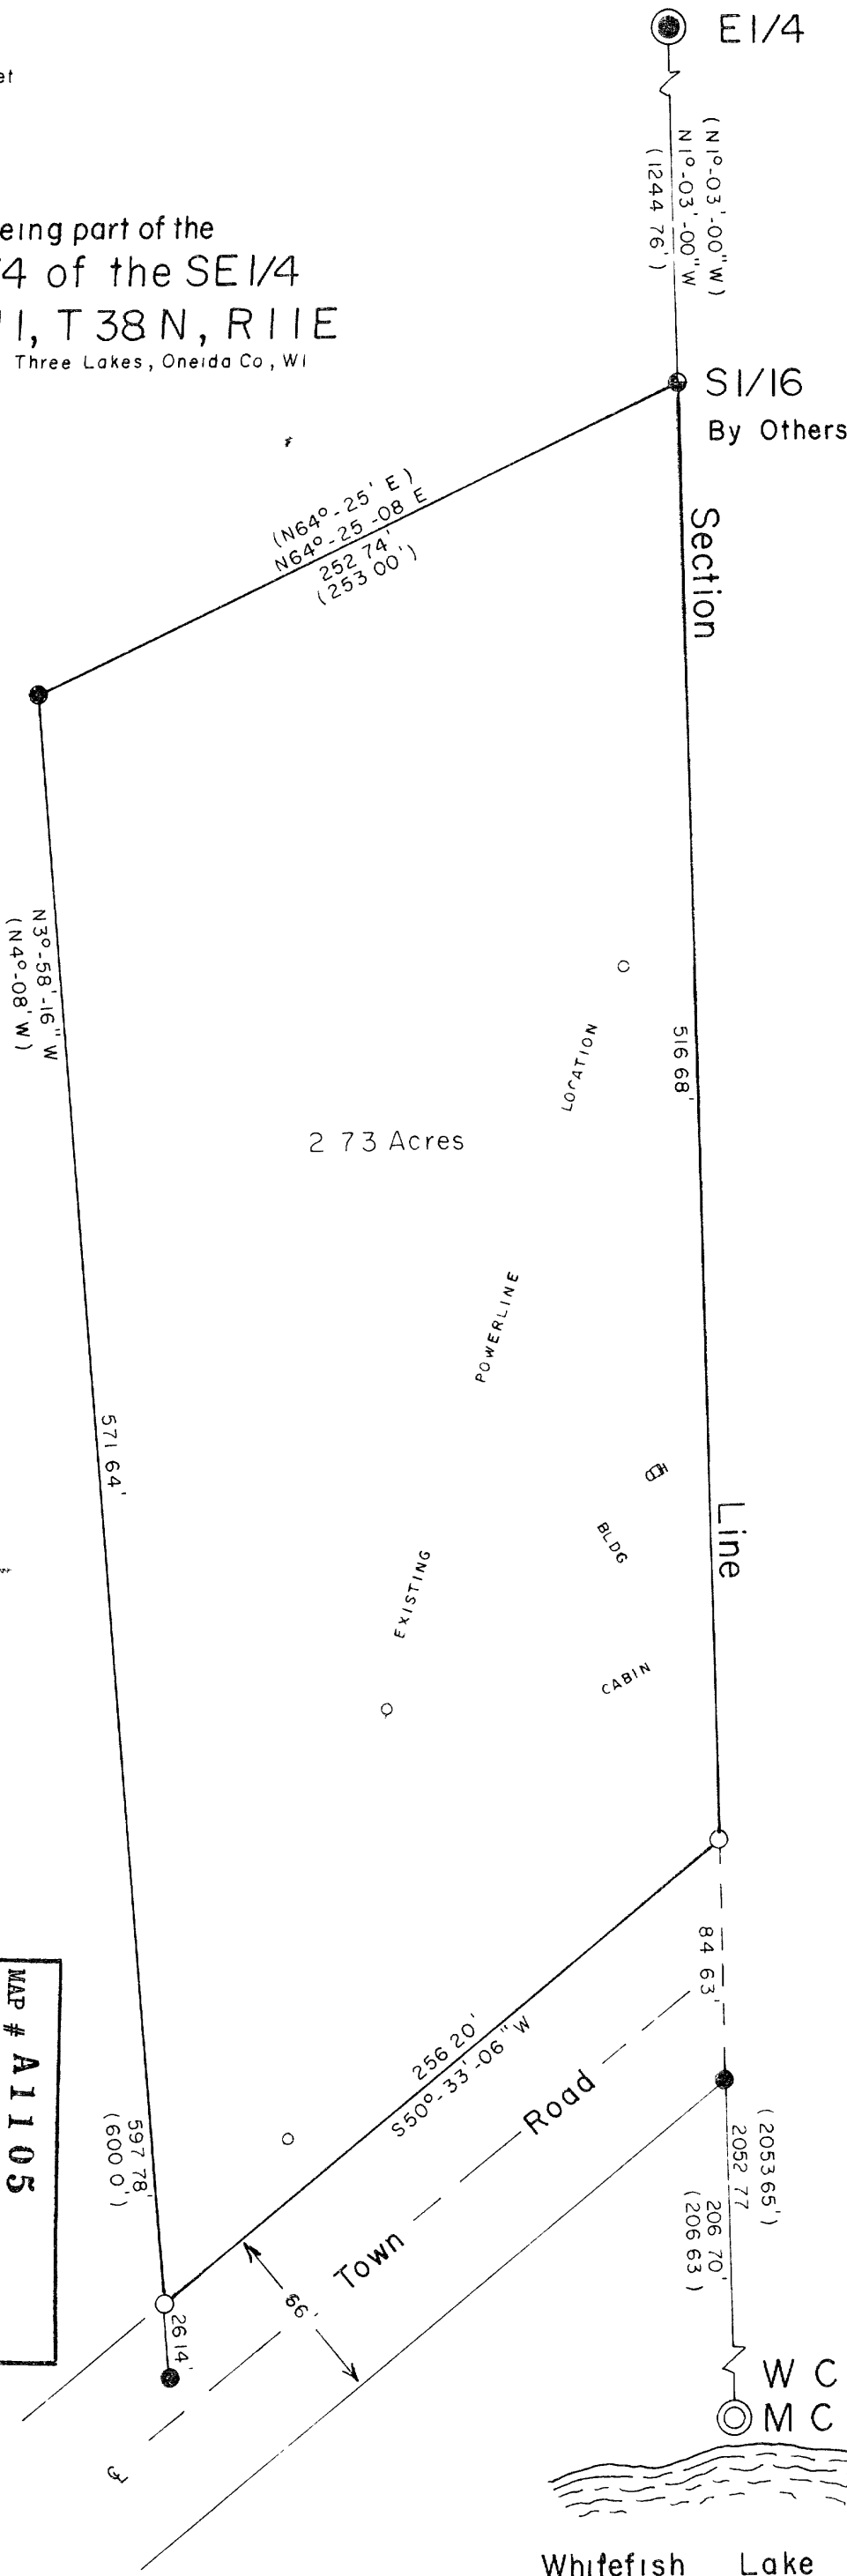 E1/4
et
(N1°-03'-00"W)
N1°-03'-00"W
(1244 76')
eing part of the
/4 of the SE1/4
1, T 38 N, R11E
Three Lakes, Oneida Co, WI
S1/16
By Others
(N64°-25' E)
N64°-25-08 E
252 74'
(253 00')
Section
N3°-58'-16" W
(N4°-08' W)
LOCATION
516 68'
2 73 Acres
POWERLINE
571 64'
Line
BLDG
EXISTING
CABIN
84 63'
256 20'
S50°-33'-06" W
Road
MAP # A1105
597 78'
(600 0')
(2053 65')
2052 77
206 70'
(206 63)
Town
66'
26 14'
W C
M C
Whitefish Lake